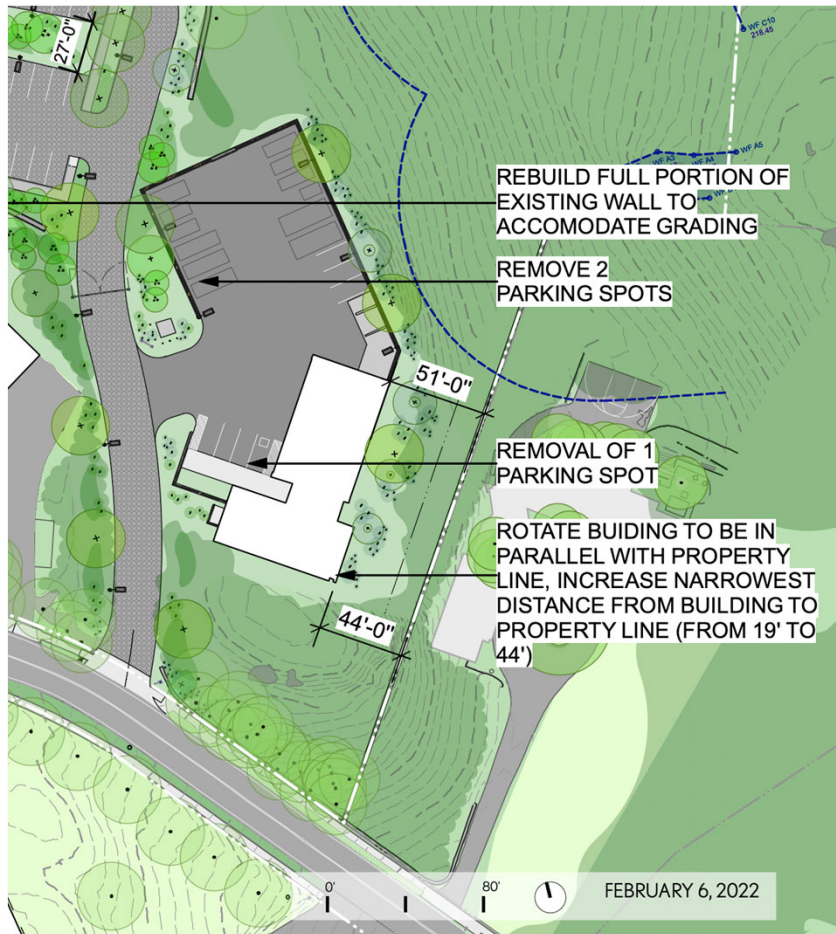 27'-0"
WF C10
218.45
WF A3
WF A4
WF A5
REBUILD FULL PORTION OF
EXISTING WALL TO
ACCOMODATE GRADING
REMOVE 2
PARKING SPOTS
51'-0"
REMOVAL OF 1
PARKING SPOT
ROTATE BUIDING TO BE IN
PARALLEL WITH PROPERTY
LINE, INCREASE NARROWEST
DISTANCE FROM BUILDING TO
PROPERTY LINE (FROM 19' TO
44')
44'-0"
0'
80'
FEBRUARY 6, 2022